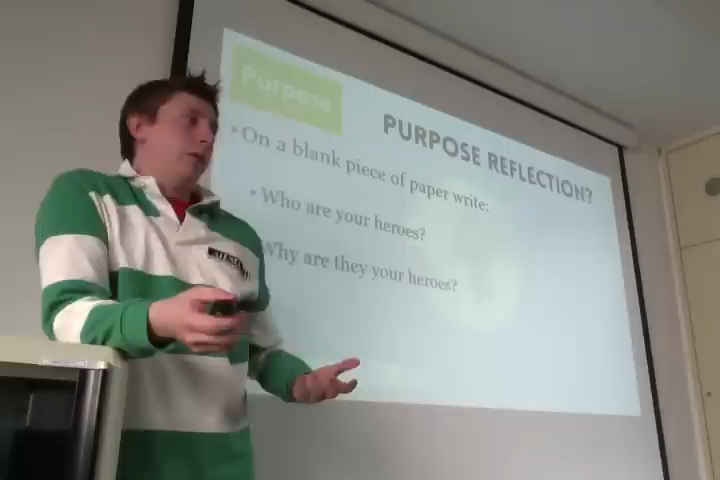 Purpose
PURPOSE REFLECTION?
• On a blank piece of paper write:
• Who are your heroes?
Why are they your heroes?